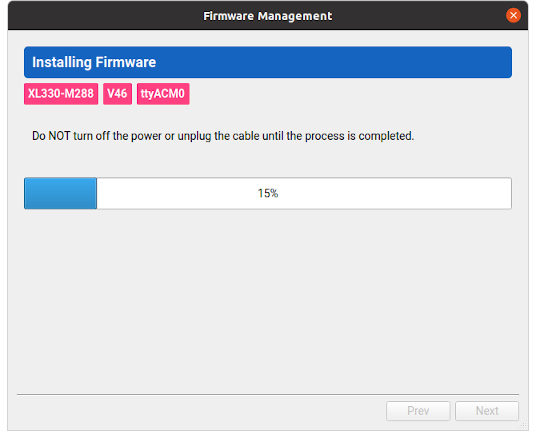 Firmware Management
Installing Firmware
XL330-M288 V46 ttyACM0
Do NOT turn off the power or unplug the cable until the process is completed.
15%
Prev Next